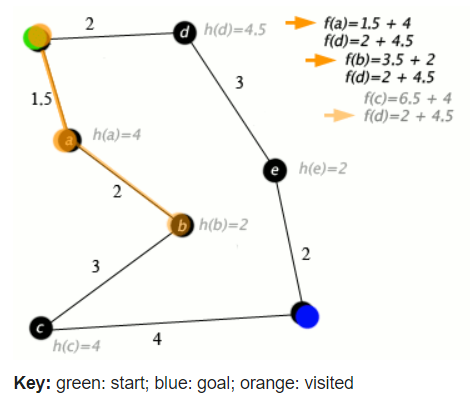 2
d h(d)=4.5
f(a)=1.5 + 4
f(d)=2 + 4.5
f(b)=3.5 + 2
f(d)=2 + 4.5
f(c)=6.5 + 4
f(d)=2 + 4.5
3
1.5
a h(a)=4
e h(e)=2
2
b h(b)=2
2
3
c
h(c)=4
4
Key: green: start; blue: goal; orange: visited